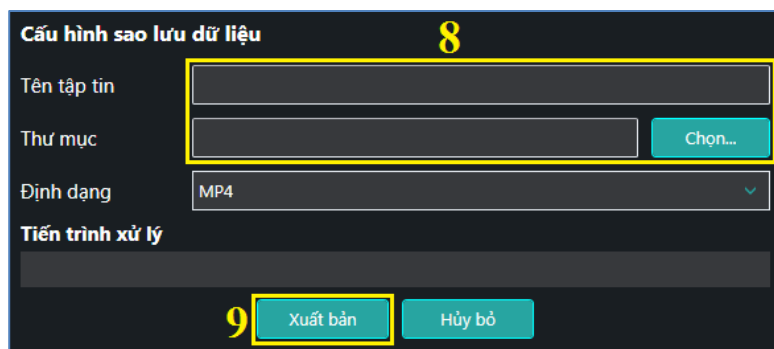 Cấu hình sao lưu dữ liệu 8
Tên tập tin
Thư mục Chọn...
Định dạng MP4
Tiến trình xử lý
9 Xuất bản Hủy bỏ